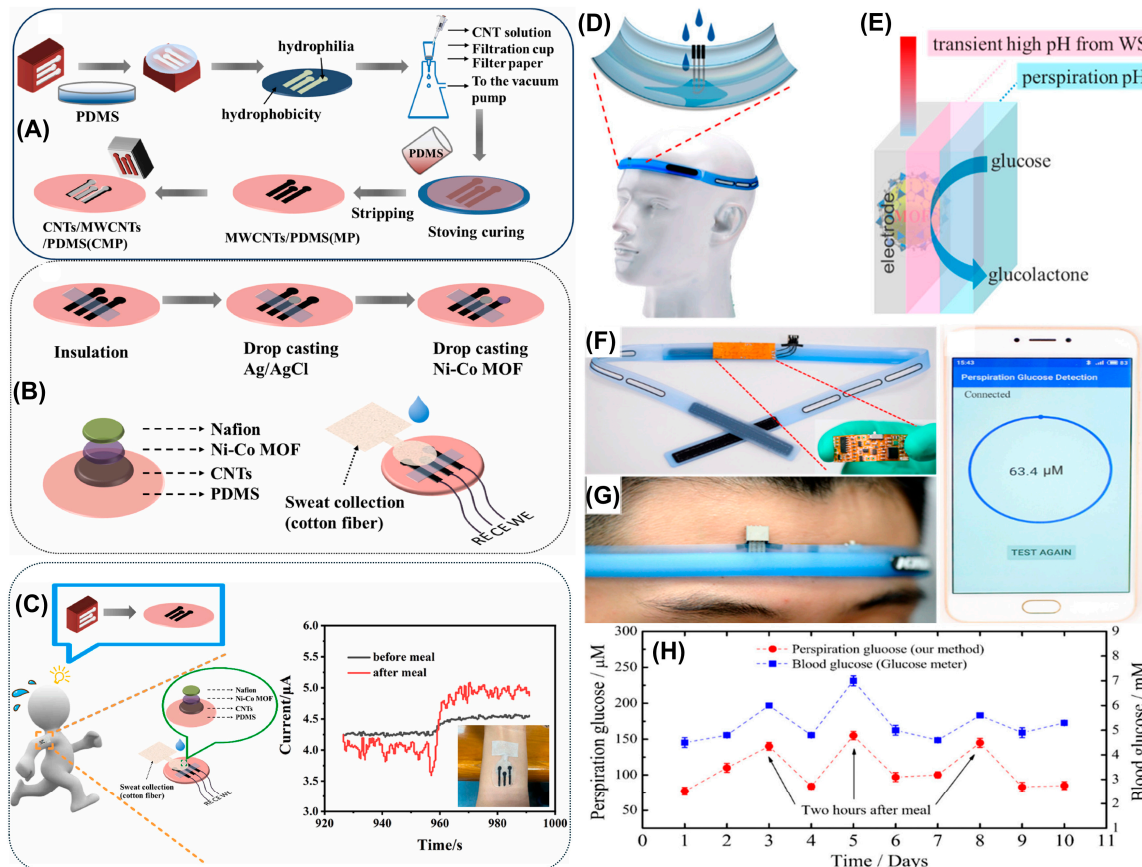 (A)
PDMS
hydrophilia
hydrophobicity
CNT solution
Filtration cup
Filter paper
To the vacuum
pump
PDMS
CNTs/MWCNTs
/PDMS(CMP)
MWCNTs/PDMS(MP)
Stripping
Stoving curing
(B)
Insulation
Drop casting
Ag/AgCl
Drop casting
Ni-Co MOF
Nafion
Ni-Co MOF
CNTs
PDMS
Sweat collection
(cotton fiber)
RE CE WE
(C)
Nafion
Ni-Co MOF
CNTs
PDMS
Sweat collection
(cotton fiber)
RE CE WE
6.0
5.5
5.0
4.5
4.0
3.5
3.0
Current/μA
before meal
after meal
920
940
960
980
1000
Time/s
(D)
(E)
transient high pH from WS
perspiration pH
glucose
MOF
electrode
glucolactone
(F)
15:43
Perspiration Glucose Detection
Connected
63.4 μM
TEST AGAIN
(G)
(H)
Perspiration gluoose (our method)
Blood glucose (Glucose meter)
Perspiration glucose / μM
300
250
200
150
100
50
Two hours after meal
9
8
7
6
5
4
3
2
1
Blood glucose / mM
0 1 2 3 4 5 6 7 8 9 10 11
Time / Days